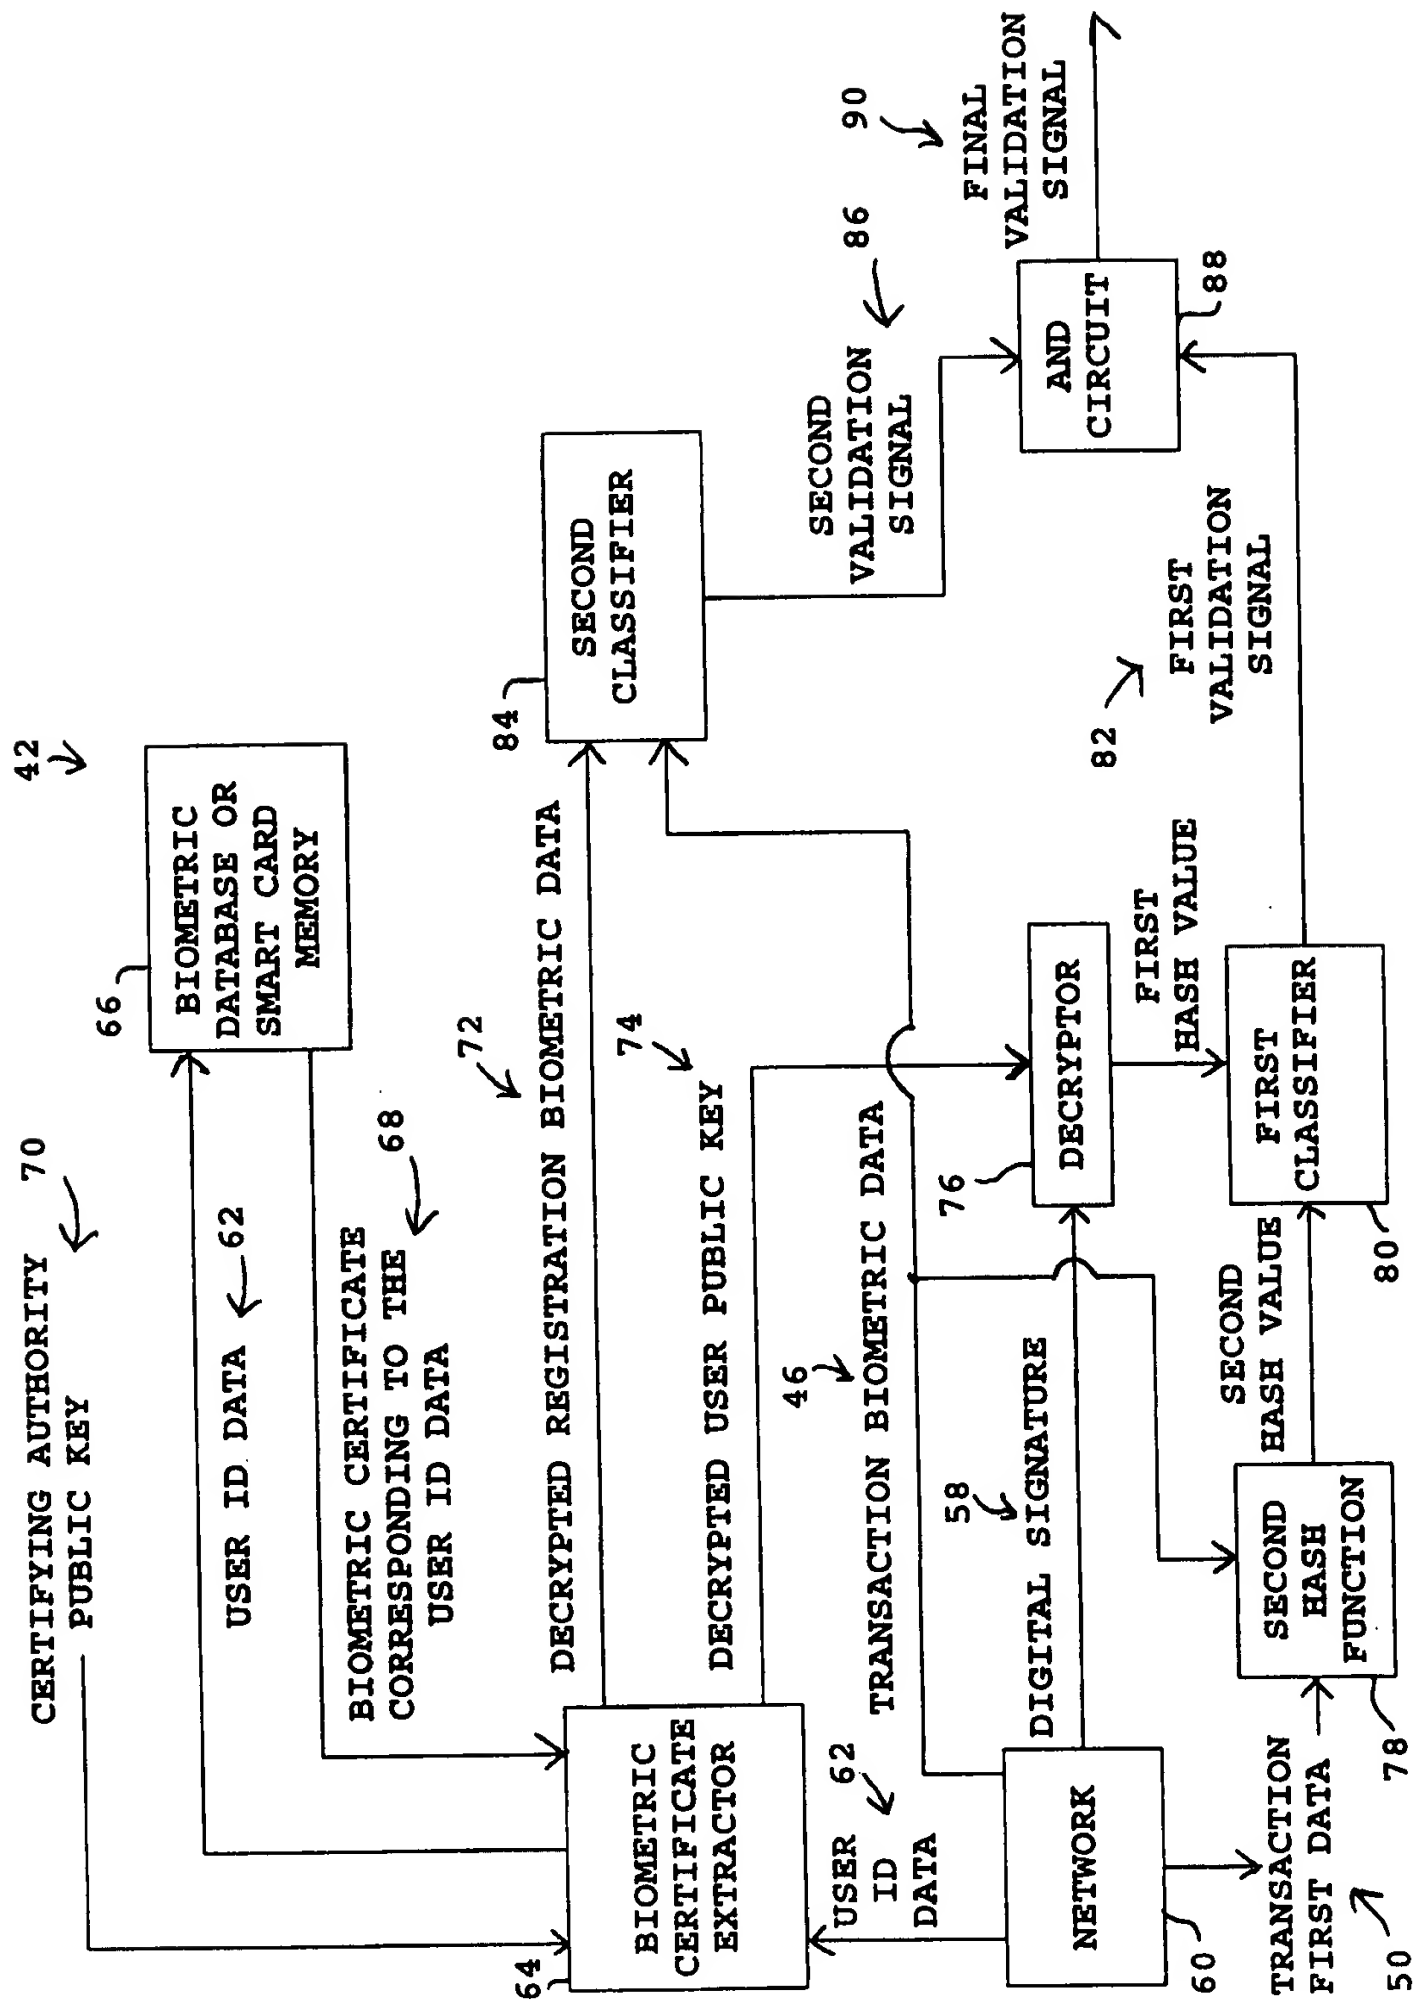 42
CERTIFYING AUTHORITY
PUBLIC KEY
70
USER ID DATA
62
BIOMETRIC CERTIFICATE
CORRESPONDING TO THE
USER ID DATA
68
66
BIOMETRIC
DATABASE OR
SMART CARD
MEMORY
64
BIOMETRIC
CERTIFICATE
EXTRACTOR
DECRYPTED REGISTRATION BIOMETRIC DATA
72
DECRYPTED USER PUBLIC KEY
74
84
SECOND
CLASSIFIER
USER
ID
DATA
62
46
TRANSACTION BIOMETRIC DATA
SECOND
VALIDATION
SIGNAL
86
90
FINAL
VALIDATION
SIGNAL
58
DIGITAL SIGNATURE
76
DECRYPTOR
AND
CIRCUIT
88
NETWORK
60
FIRST
HASH VALUE
82
FIRST
VALIDATION
SIGNAL
TRANSACTION
FIRST DATA
50
SECOND
HASH
FUNCTION
78
SECOND
HASH VALUE
FIRST
CLASSIFIER
80